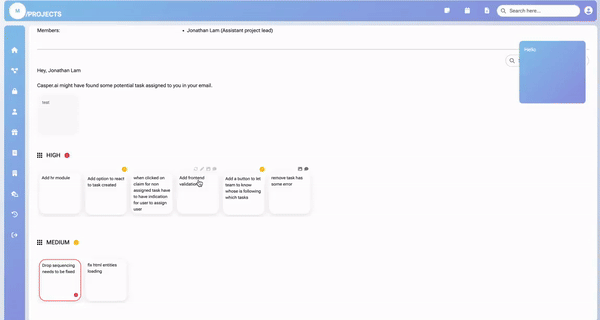 /PROJECTS
Search here...
Members:
• Jonathan Lam (Assistant project lead)
Hello
Hey, Jonathan Lam
Casper.ai might have found some potential task assigned to you in your email.
test
HIGH
Add hr module
Add option to react
to task created
when clicked on
claim for non
assigned task have
to have indication
for user to assign
user
Add frontend
validation
Add a button to let
team to know
whose is following
which tasks
remove task has
some error
MEDIUM
Drop sequencing
needs to be fixed
fix html entities
loading